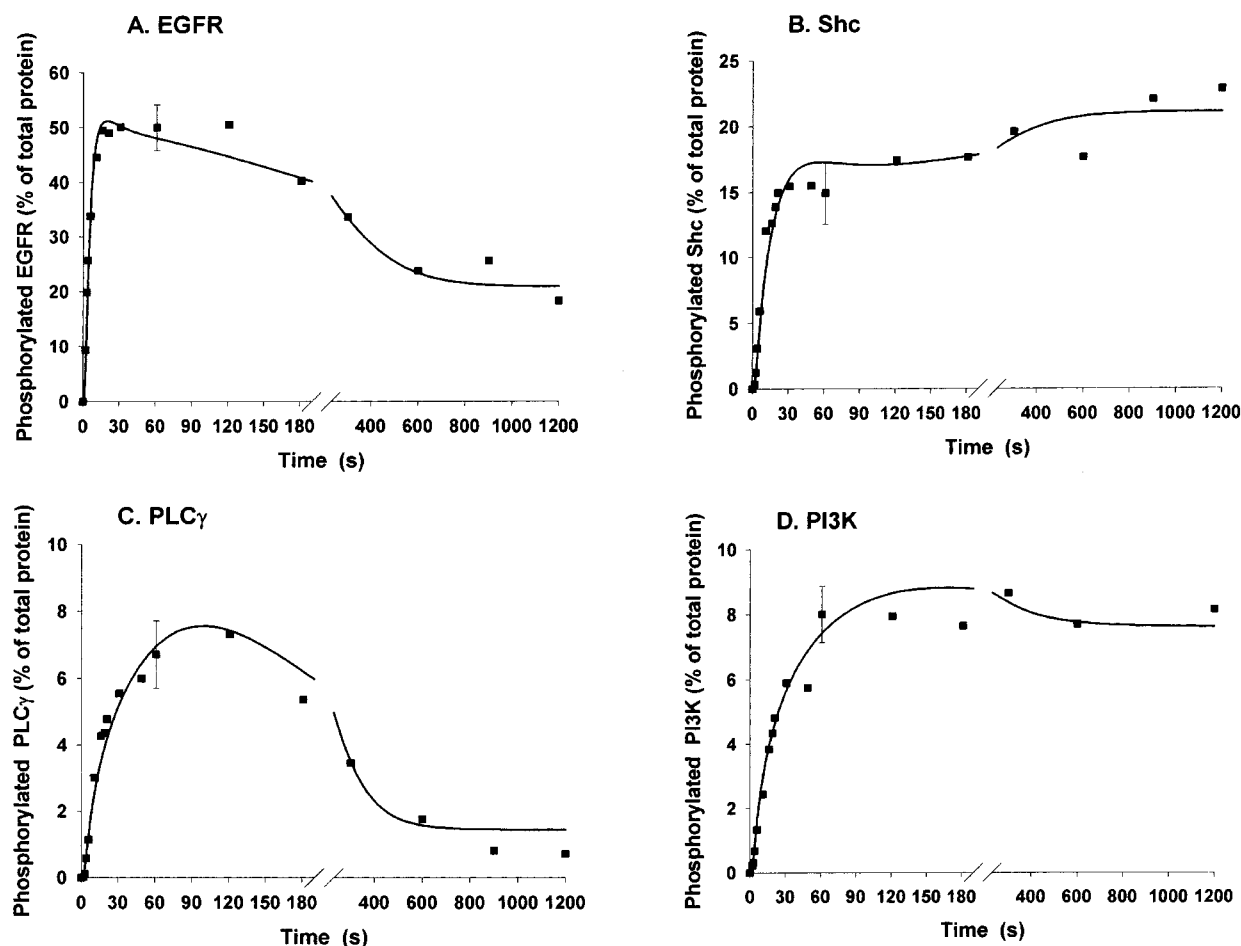 A. EGFR
Phosphorylated EGFR (% of total protein)
60
50
40
30
20
10
0
0 30 60 90 120 150 180 400 600 800 1000 1200
Time (s)
B. Shc
Phosphorylated Shc (% of total protein)
25
20
15
10
5
0
0 30 60 90 120 150 180 400 600 800 1000 1200
Time (s)
C. PLCγ
Phosphorylated PLCγ (% of total protein)
10
8
6
4
2
0
0 30 60 90 120 150 180 400 600 800 1000 1200
Time (s)
D. PI3K
Phosphorylated PI3K (% of total protein)
10
8
6
4
2
0
0 30 60 90 120 150 180 400 600 800 1000 1200
Time (s)